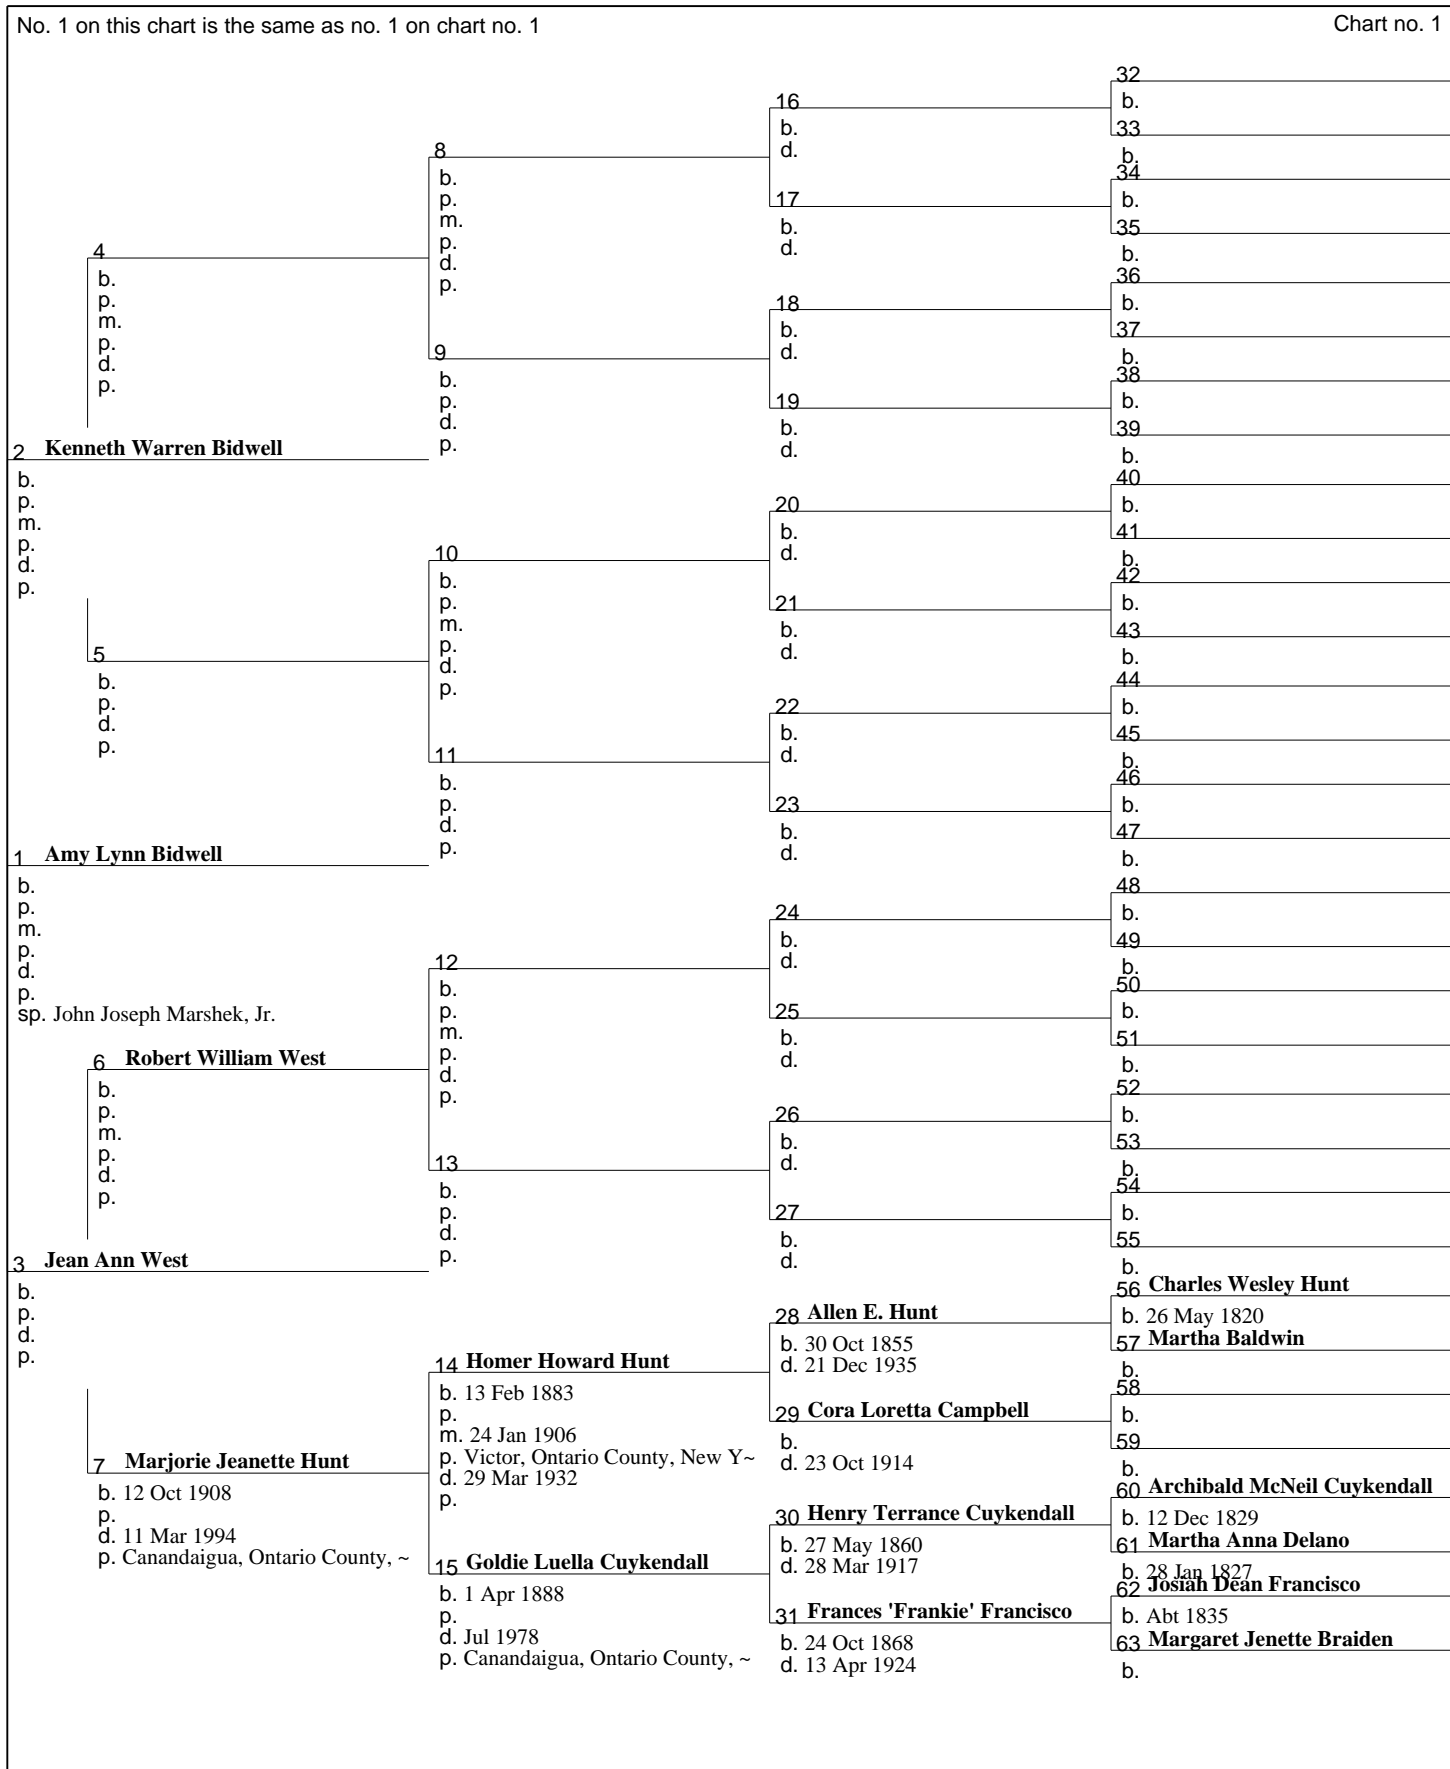 No. 1 on this chart is the same as no. 1 on chart no. 1
Chart no. 1
2 Kenneth Warren Bidwell
b.
p.
m.
p.
d.
p.
1 Amy Lynn Bidwell
b.
p.
m.
p.
d.
p.
sp. John Joseph Marshek, Jr.
3 Jean Ann West
b.
p.
d.
p.
4
b.
p.
m.
p.
d.
p.
5
b.
p.
d.
p.
6 Robert William West
b.
p.
m.
p.
d.
p.
7 Marjorie Jeanette Hunt
b. 12 Oct 1908
p.
d. 11 Mar 1994
p. Canandaigua, Ontario County, ~
8
b.
p.
m.
p.
d.
p.
9
b.
p.
d.
p.
10
b.
p.
m.
p.
d.
p.
11
b.
p.
d.
p.
12
b.
p.
m.
p.
d.
p.
13
b.
p.
d.
p.
14 Homer Howard Hunt
b. 13 Feb 1883
p.
m. 24 Jan 1906
p. Victor, Ontario County, New Y~
d. 29 Mar 1932
p.
15 Goldie Luella Cuykendall
b. 1 Apr 1888
p.
d. Jul 1978
p. Canandaigua, Ontario County, ~
16
b.
d.
17
b.
d.
18
b.
d.
19
b.
d.
20
b.
d.
21
b.
d.
22
b.
d.
23
b.
d.
24
b.
d.
25
b.
d.
26
b.
d.
27
b.
d.
28 Allen E. Hunt
b. 30 Oct 1855
d. 21 Dec 1935
29 Cora Loretta Campbell
b.
d. 23 Oct 1914
30 Henry Terrance Cuykendall
b. 27 May 1860
d. 28 Mar 1917
31 Frances 'Frankie' Francisco
b. 24 Oct 1868
d. 13 Apr 1924
32
b.
33
b.
34
b.
35
b.
36
b.
37
b.
38
b.
39
b.
40
b.
41
b.
42
b.
43
b.
44
b.
45
b.
46
b.
47
b.
48
b.
49
b.
50
b.
51
b.
52
b.
53
b.
54
b.
55
b.
56 Charles Wesley Hunt
b. 26 May 1820
57 Martha Baldwin
b.
58
b.
59
b.
60 Archibald McNeil Cuykendall
b. 12 Dec 1829
61 Martha Anna Delano
b. 28 Jan 1827
62 Josiah Dean Francisco
b. Abt 1835
63 Margaret Jenette Braiden
b.